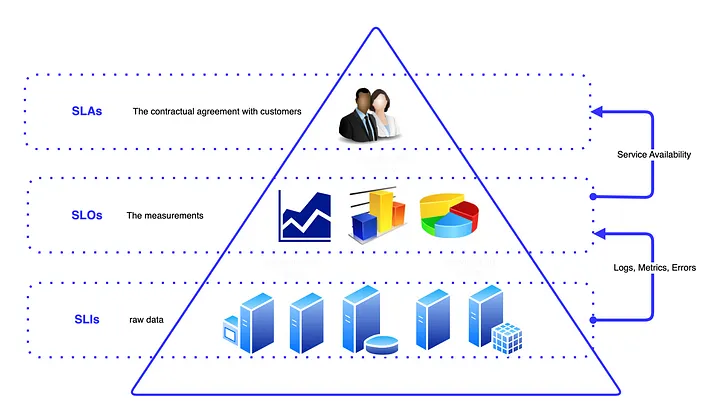 SLAs The contractual agreement with customers
Service Availability
SLOs The measurements
Logs, Metrics, Errors
SLIs raw data